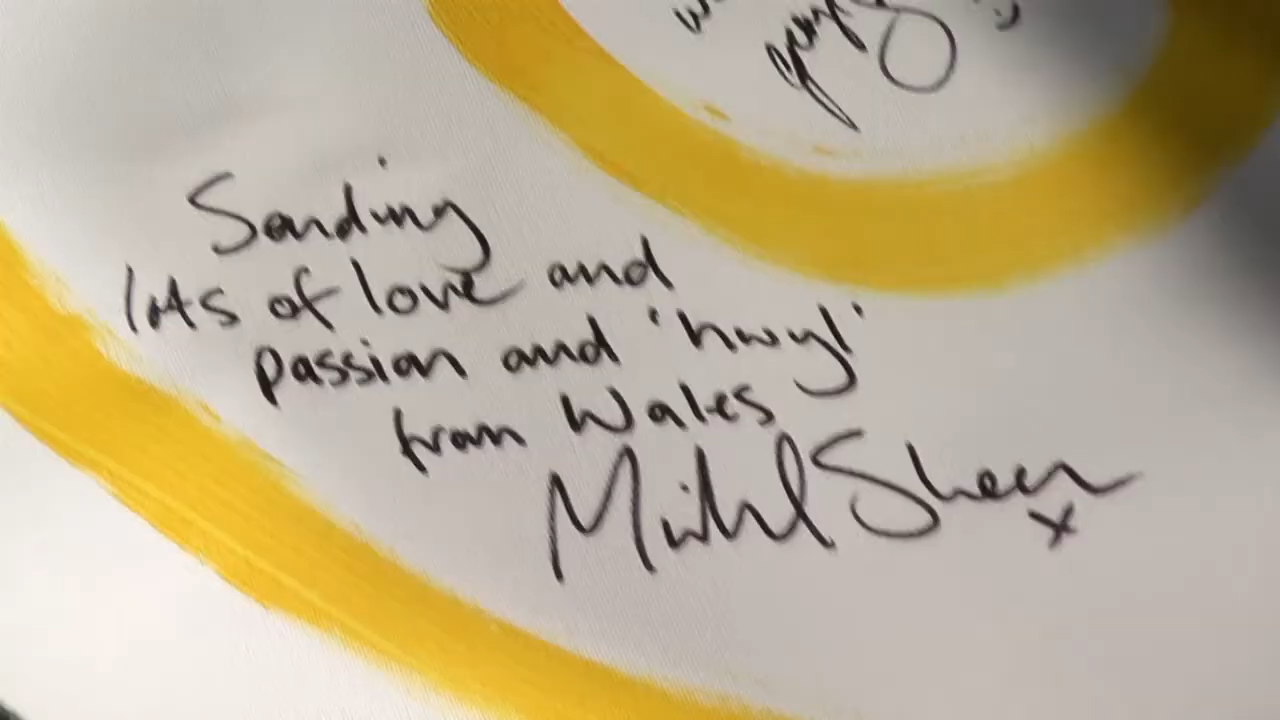 Sending
lots of love and
passion and 'hwyl'
from Wales
Michael Sheen
x